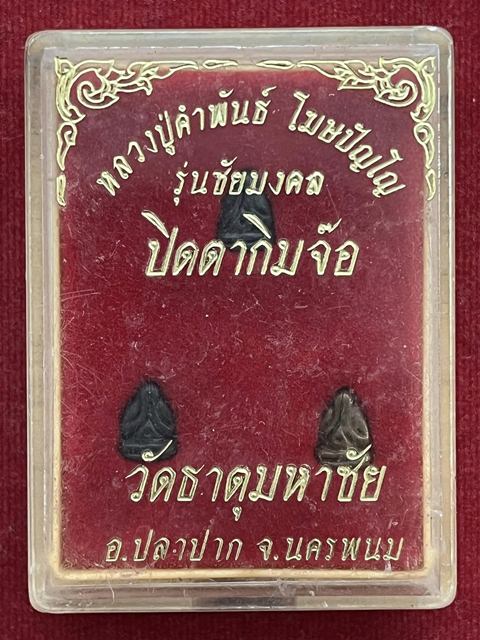 หลวงปู่คำพันธ์ โฆษปัญโญ
รุ่นชัยมงคล
ปิดตากิมจ๊อ
วัดธาตุมหาชัย
อ.ปลาปาก จ.นครพนม